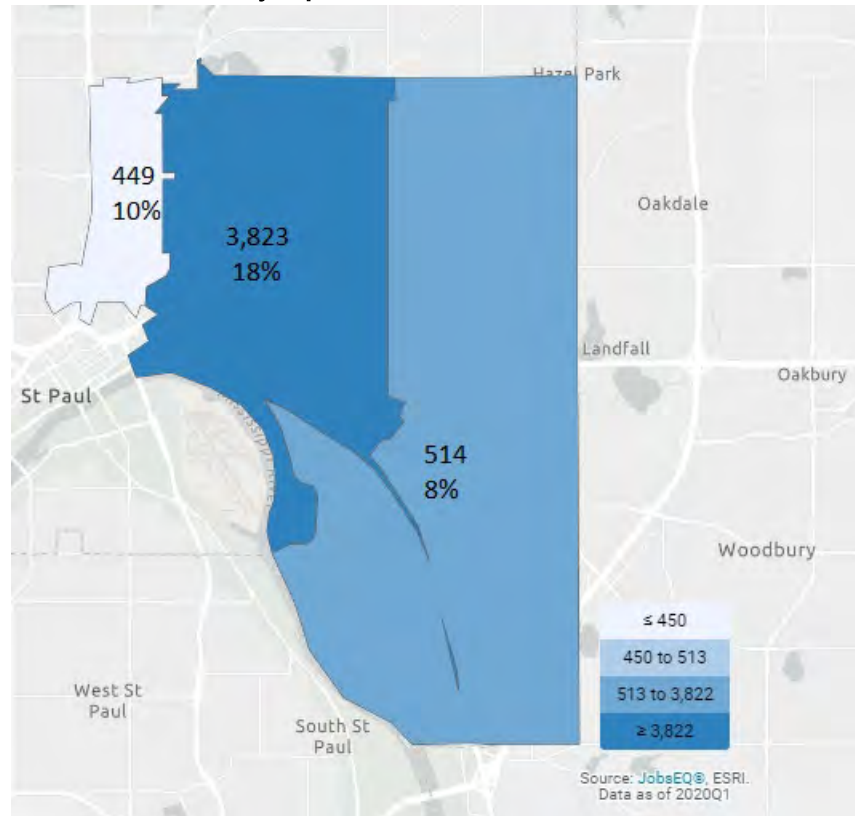 Hazel Park
449
10%
Oakdale
3,823
18%
Landfall
Oakbury
St Paul
Mississippi River
514
8%
Woodbury
≤ 450
450 to 513
513 to 3,822
≥ 3,822
West St
Paul
South St
Paul
Source: JobsEQ®, ESRI.
Data as of 2020Q1